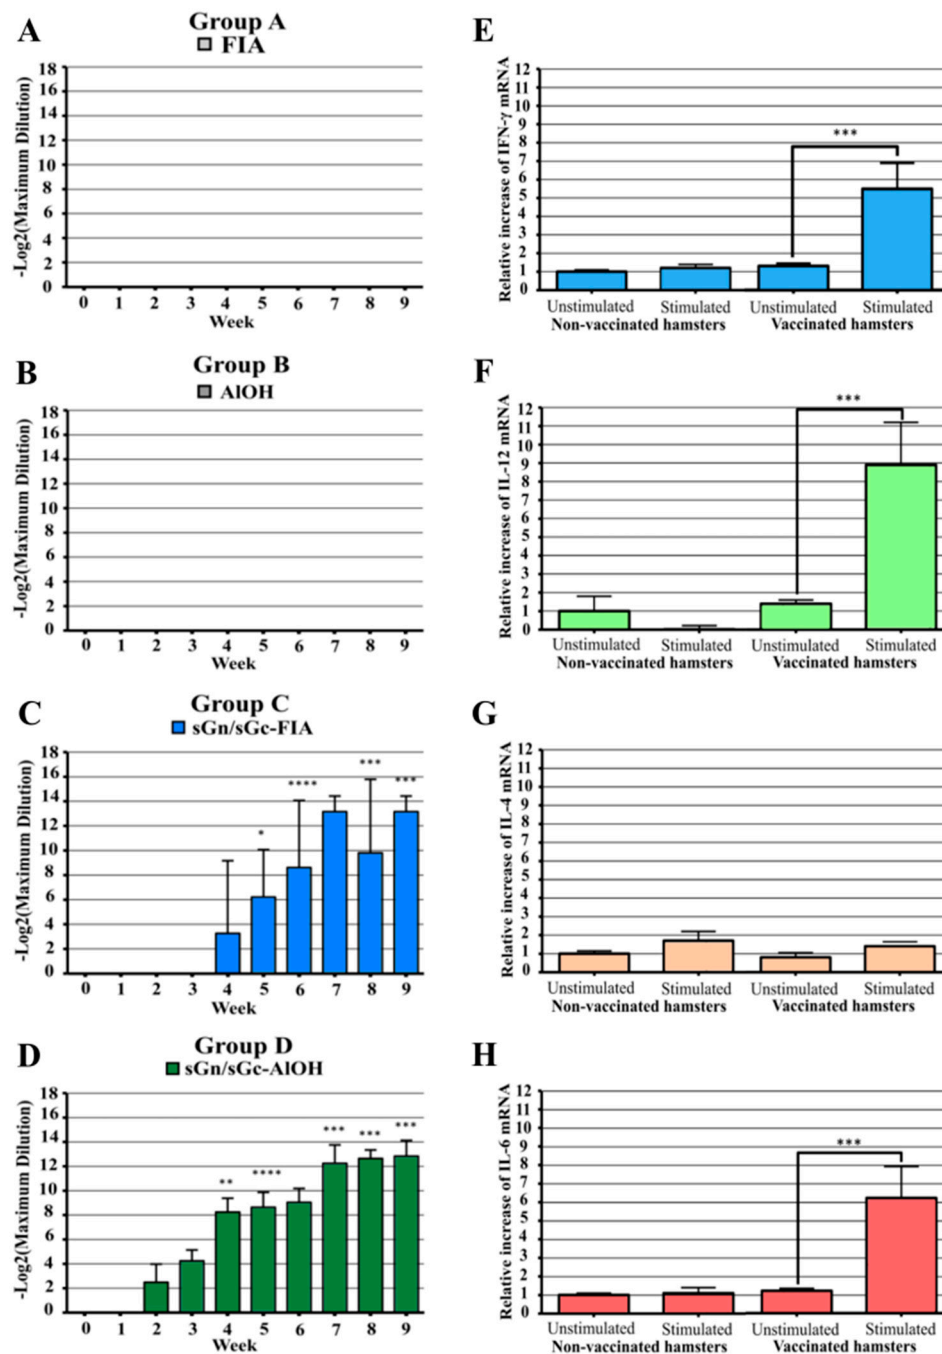 A
Group A
FIA
-Log2(Maximum Dilution)
18
16
14
12
10
8
6
4
2
0
0 1 2 3 4 5 6 7 8 9
Week
B
Group B
AlOH
-Log2(Maximum Dilution)
18
16
14
12
10
8
6
4
2
0
0 1 2 3 4 5 6 7 8 9
Week
C
Group C
sGn/sGc-FIA
-Log2(Maximum Dilution)
18
16
14
12
10
8
6
4
2
0
* **** *** ***
0 1 2 3 4 5 6 7 8 9
Week
D
Group D
sGn/sGc-AlOH
-Log2(Maximum Dilution)
18
16
14
12
10
8
6
4
2
0
** **** *** *** ***
0 1 2 3 4 5 6 7 8 9
Week
E
Relative increase of IFN-γ mRNA
12
11
10
9
8
7
6
5
4
3
2
1
0
***
Unstimulated Stimulated Unstimulated Stimulated
Non-vaccinated hamsters Vaccinated hamsters
F
Relative increase of IL-12 mRNA
12
11
10
9
8
7
6
5
4
3
2
1
0
***
Unstimulated Stimulated Unstimulated Stimulated
Non-vaccinated hamsters Vaccinated hamsters
G
Relative increase of IL-4 mRNA
12
11
10
9
8
7
6
5
4
3
2
1
0
Unstimulated Stimulated Unstimulated Stimulated
Non-vaccinated hamsters Vaccinated hamsters
H
Relative increase of IL-6 mRNA
12
11
10
9
8
7
6
5
4
3
2
1
0
***
Unstimulated Stimulated Unstimulated Stimulated
Non-vaccinated hamsters Vaccinated hamsters